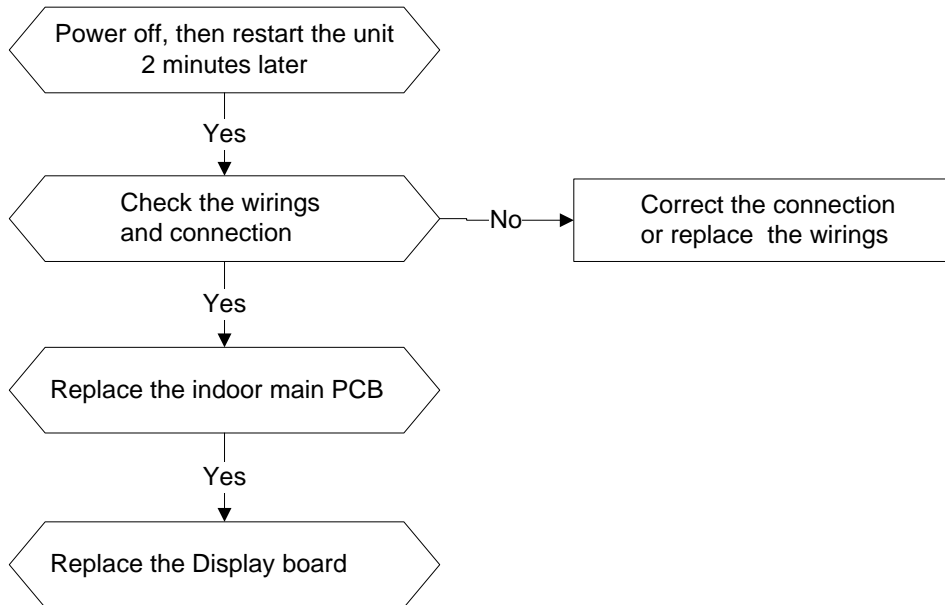 Power off, then restart the unit
2 minutes later
Yes
Check the wirings
and connection
No
Correct the connection
or replace the wirings
Yes
Replace the indoor main PCB
Yes
Replace the Display board